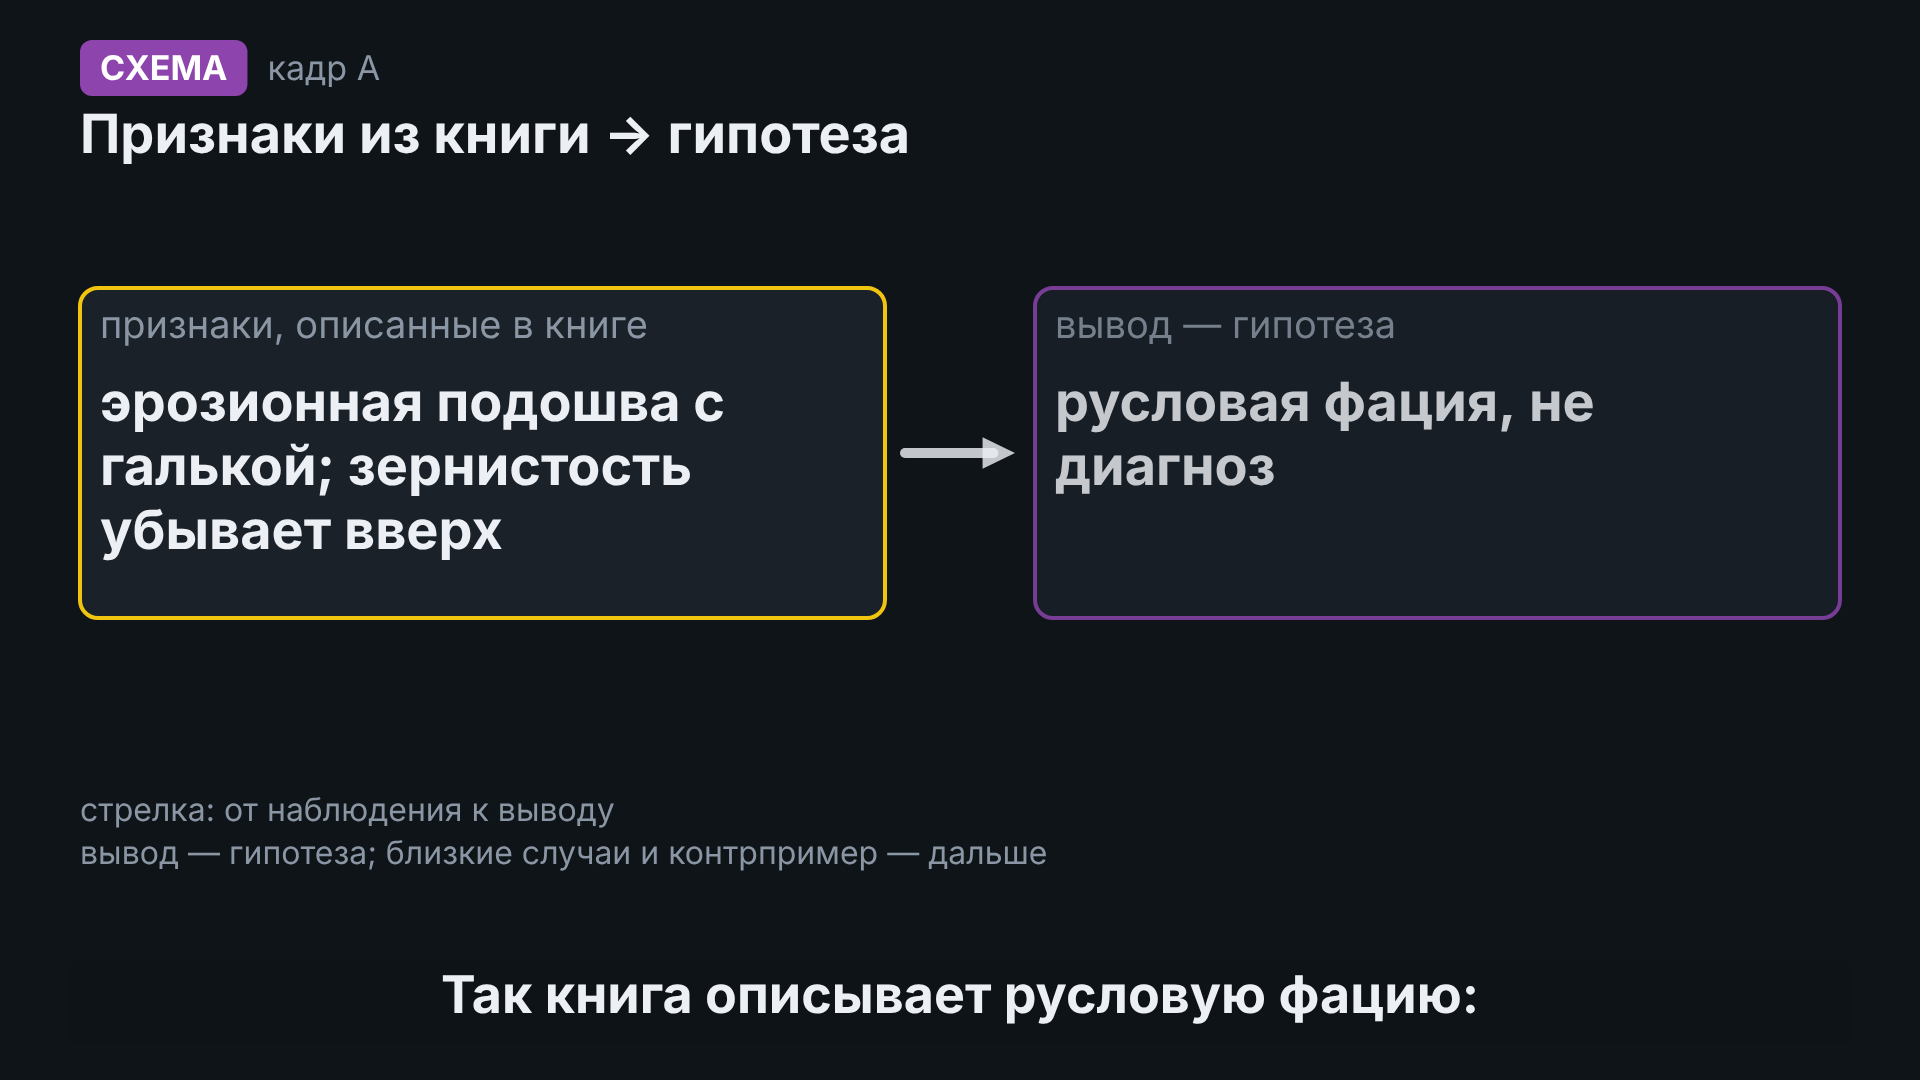 СХЕМА кадр А
Признаки из книги → гипотеза
признаки, описанные в книге
эрозионная подошва с
галькой; зернистость
убывает вверх
вывод — гипотеза
русловая фация, не
диагноз
стрелка: от наблюдения к выводу
вывод — гипотеза; близкие случаи и контрпример — дальше
Так книга описывает русловую фацию: